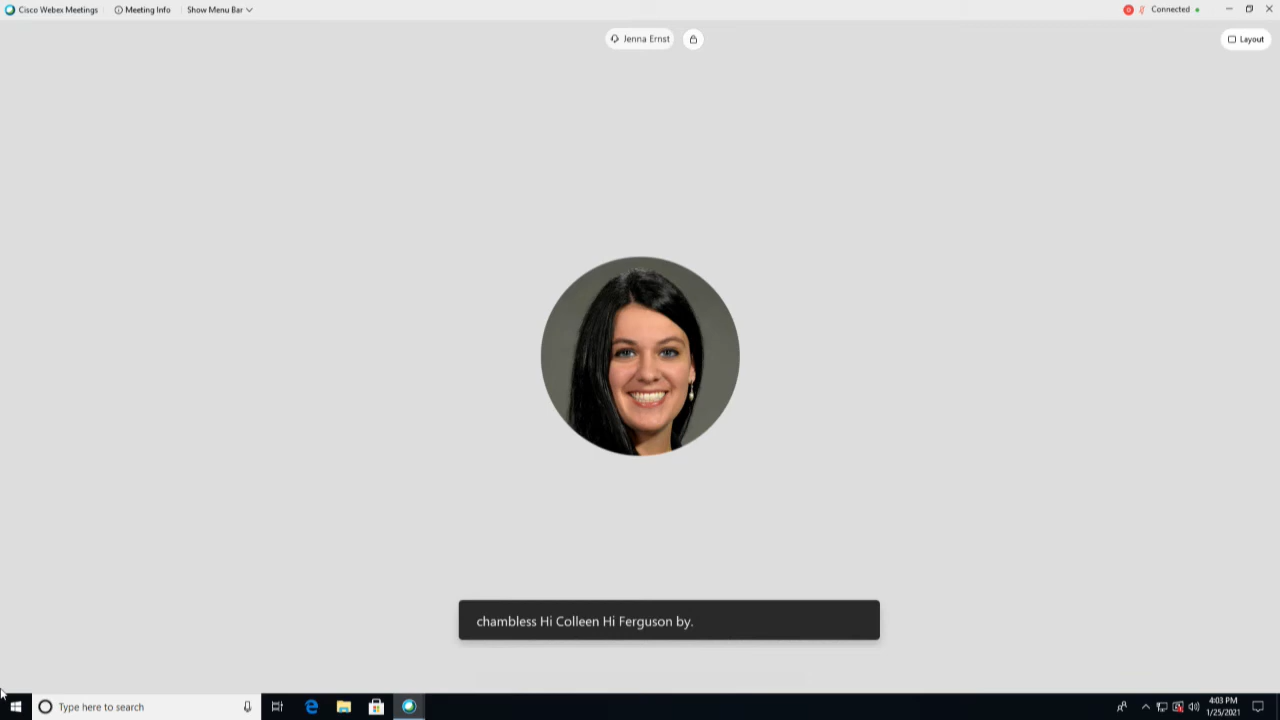 Cisco Webex Meetings Meeting Info Show Menu Bar Connected
Jenna Ernst Layout
chambless Hi Colleen Hi Ferguson by.
Type here to search 4:03 PM
1/25/2021